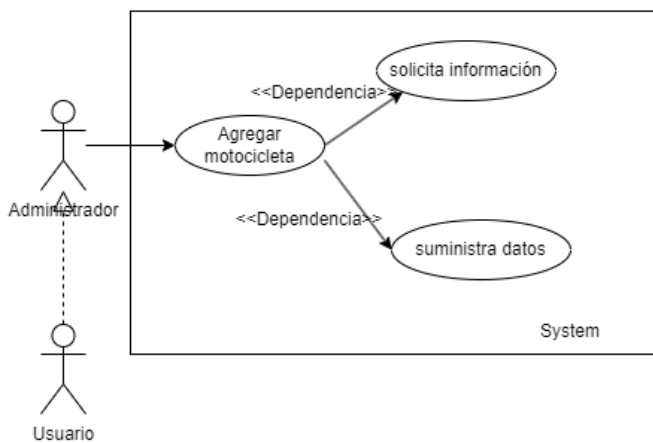 solicita información
<<Dependencia>>
Agregar
motocicleta
Administrador
<<Dependencia>>
suministra datos
System
Usuario